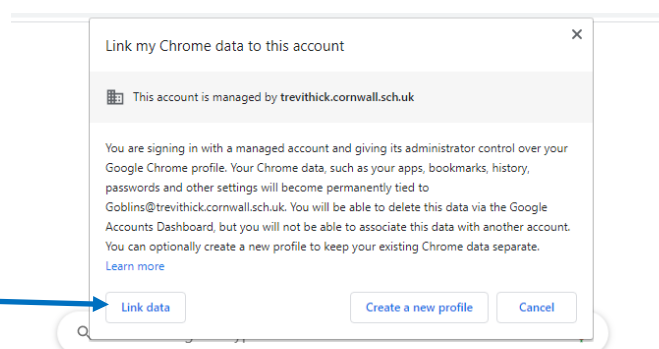 Link my Chrome data to this account
This account is managed by trevithick.cornwall.sch.uk
You are signing in with a managed account and giving its administrator control over your
Google Chrome profile. Your Chrome data, such as your apps, bookmarks, history,
passwords and other settings will become permanently tied to
Goblins@trevithick.cornwall.sch.uk. You will be able to delete this data via the Google
Accounts Dashboard, but you will not be able to associate this data with another account.
You can optionally create a new profile to keep your existing Chrome data separate.
Learn more
Link data Create a new profile Cancel